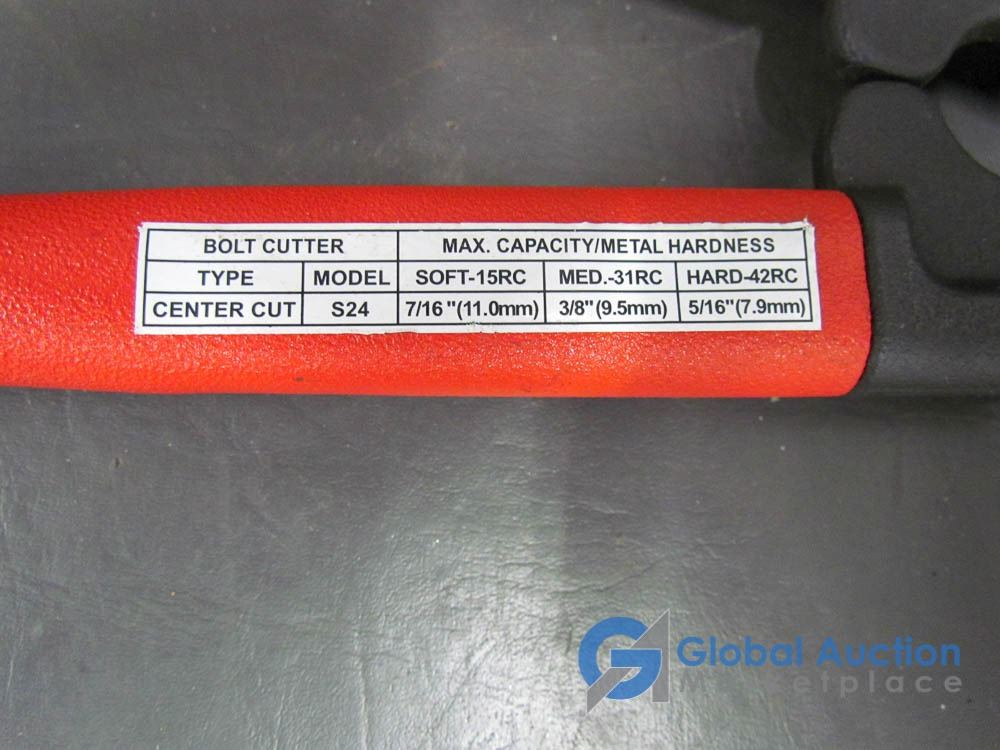 BOLT CUTTER MAX. CAPACITY/METAL HARDNESS
TYPE MODEL SOFT-15RC MED.-31RC HARD-42RC
CENTER CUT S24 7/16"(11.0mm) 3/8"(9.5mm) 5/16"(7.9mm)
Global Auction
Marketplace